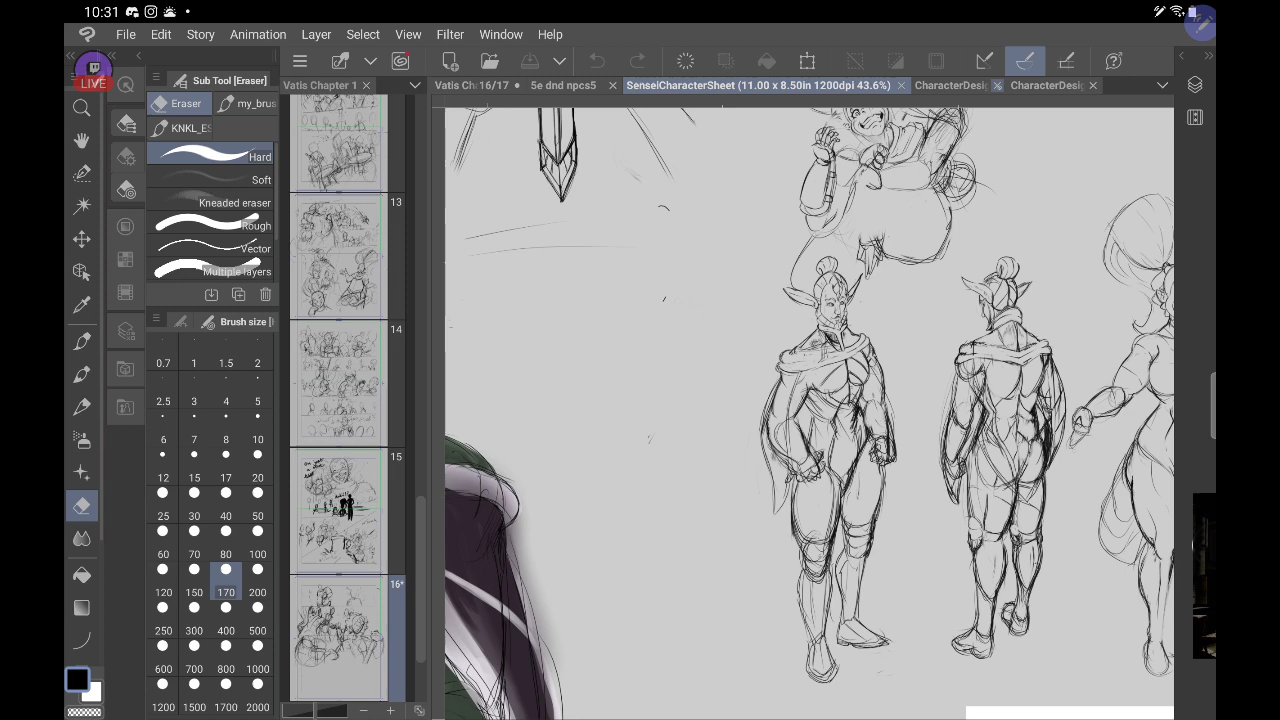 10:31
File Edit Story Animation Layer Select View Filter Window Help
LIVE
Sub Tool [Eraser]
Vatis Chapter 1
Vatis Ch 16/17
5e dnd npcs5
SenseiCharacterSheet (11.00 x 8.50in 1200dpi 43.6%)
CharacterDesig
CharacterDesig
Eraser
my_brus
KNKL_ES
Hard
Soft
Kneaded eraser
Rough
Vector
Multiple layers
Brush size [
0.7 1 1.5 2
2.5 3 4 5
6 7 8 10
12 15 17 20
25 30 40 50
60 70 80 100
120 150 170 200
250 300 400 500
600 700 800 1000
1200 1500 1700 2000
13
14
15
16*